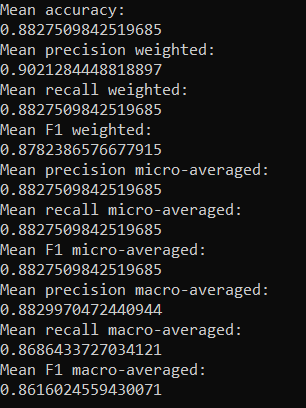 Mean accuracy:
0.8827509842519685
Mean precision weighted:
0.9021284448818897
Mean recall weighted:
0.8827509842519685
Mean F1 weighted:
0.8782386576677915
Mean precision micro-averaged:
0.8827509842519685
Mean recall micro-averaged:
0.8827509842519685
Mean F1 micro-averaged:
0.8827509842519685
Mean precision macro-averaged:
0.8829970472440944
Mean recall macro-averaged:
0.8686433727034121
Mean F1 macro-averaged:
0.8616024559430071